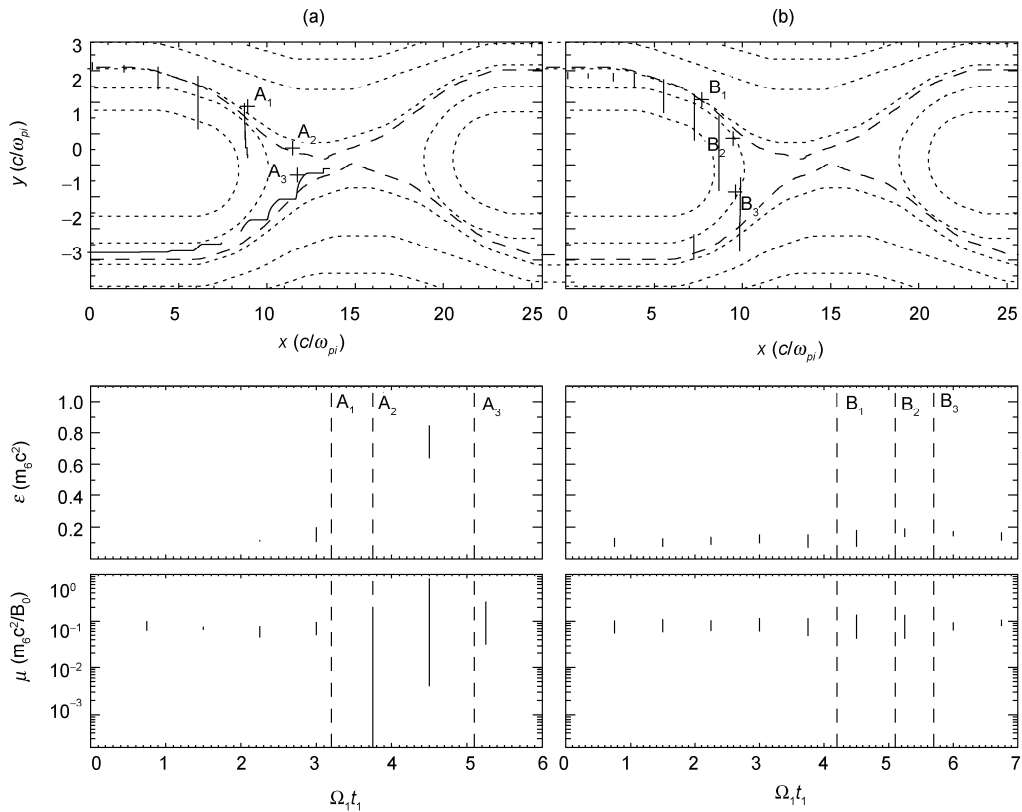 (a) (b)
3 2 1 0 −1 −2 −3
y (c/ω_pi)
A₁ A₂ A₃
B₁ B₂ B₃
0 5 10 15 20 25 0 5 10 15 20 25
x (c/ω_pi) x (c/ω_pi)
1.0 0.8 0.6 0.4 0.2
ε (m₆c²)
A₁ A₂ A₃ B₁ B₂ B₃
10⁰ 10⁻¹ 10⁻² 10⁻³
μ (m₆c²/B₀)
0 1 2 3 4 5 6 0 1 2 3 4 5 6 7
Ω₁t₁ Ω₁t₁